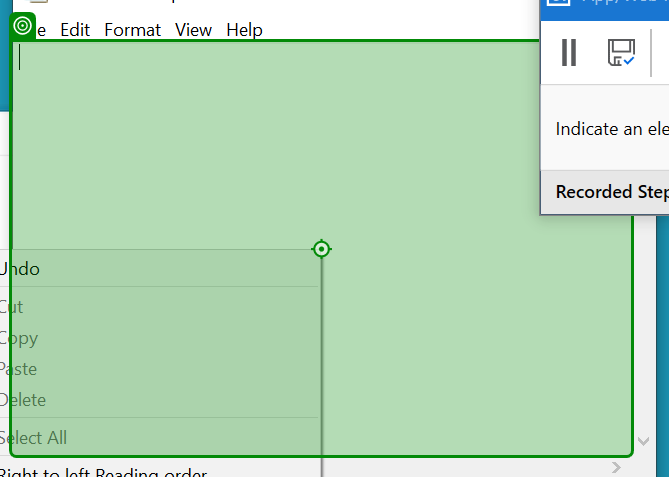 Edit Format View Help
Indicate an ele
Recorded Step
Undo
Cut
Copy
Paste
Delete
Select All
Right to left Reading order